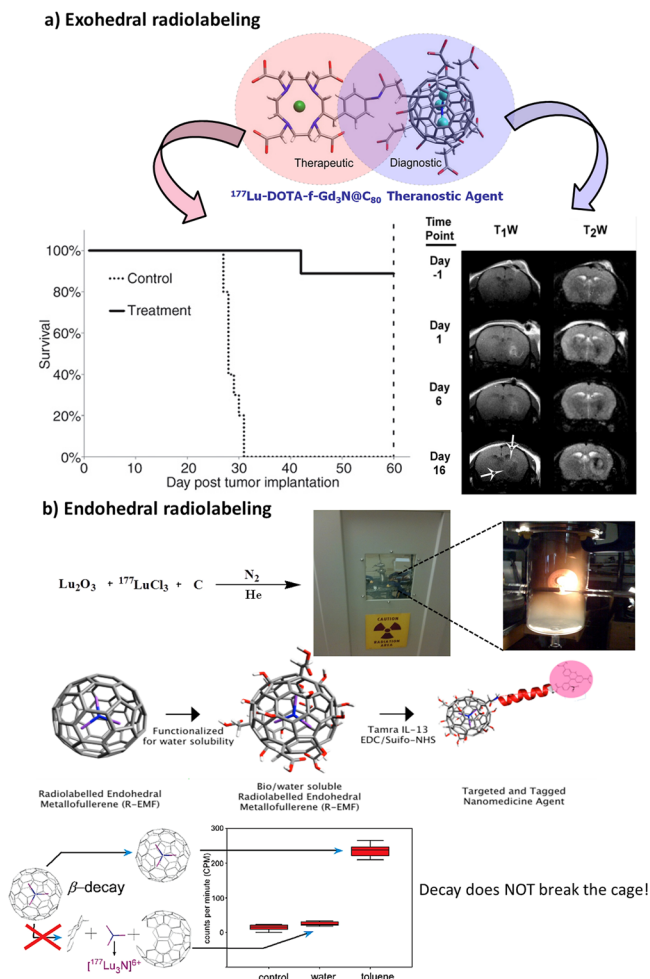 a) Exohedral radiolabeling
Therapeutic
Diagnostic
177Lu-DOTA-f-Gd3N@C80 Theranostic Agent
100%
80%
60%
40%
20%
0%
Survival
Control
Treatment
0
10
20
30
40
50
60
Day post tumor implantation
Time
Point
T1W
T2W
Day
-1
Day
1
Day
6
Day
16
b) Endohedral radiolabeling
Lu2O3 + 177LuCl3 + C
N2
He
CAUTION
RADIATION
AREA
Functionalized
for water solubility
Tamra IL-13
EDC/Suifo-NHS
Radiolabelled Endohedral
Metallofullerene (R-EMF)
Bio/water soluble
Radiolabelled Endohedral
Metallofullerene (R-EMF)
Targeted and Tagged
Nanomedicine Agent
β-decay
+
+
[177Lu3N]6+
counts per minute (CPM)
300
200
100
0
control
water
toluene
Decay does NOT break the cage!